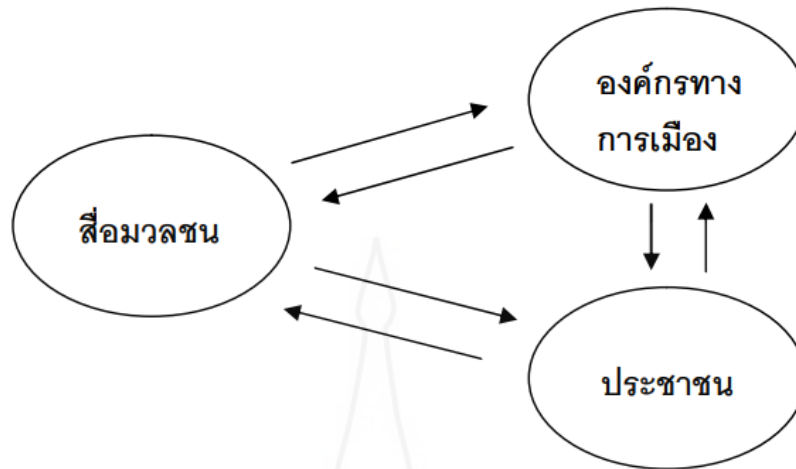 องค์กรทาง
การเมือง
สื่อมวลชน
ประชาชน